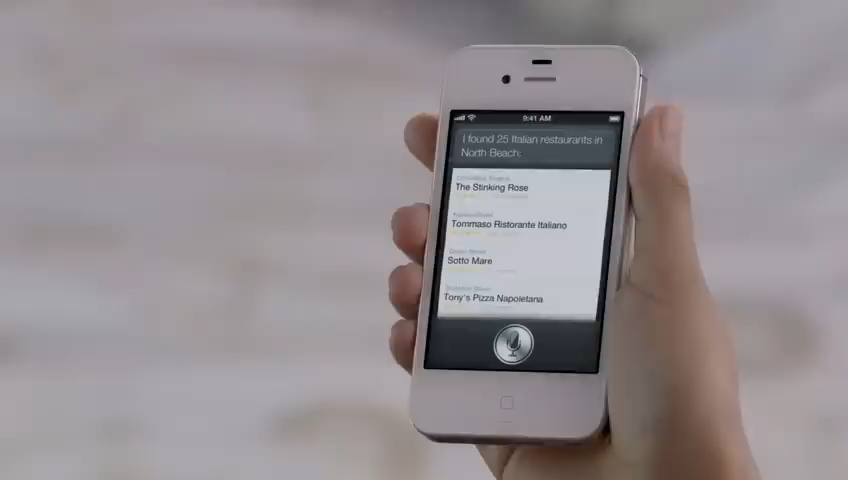 9:41 AM
I found 25 Italian restaurants in
North Beach:
The Stinking Rose
Tommaso Ristorante Italiano
Sotto Mare
Tony's Pizza Napoletana